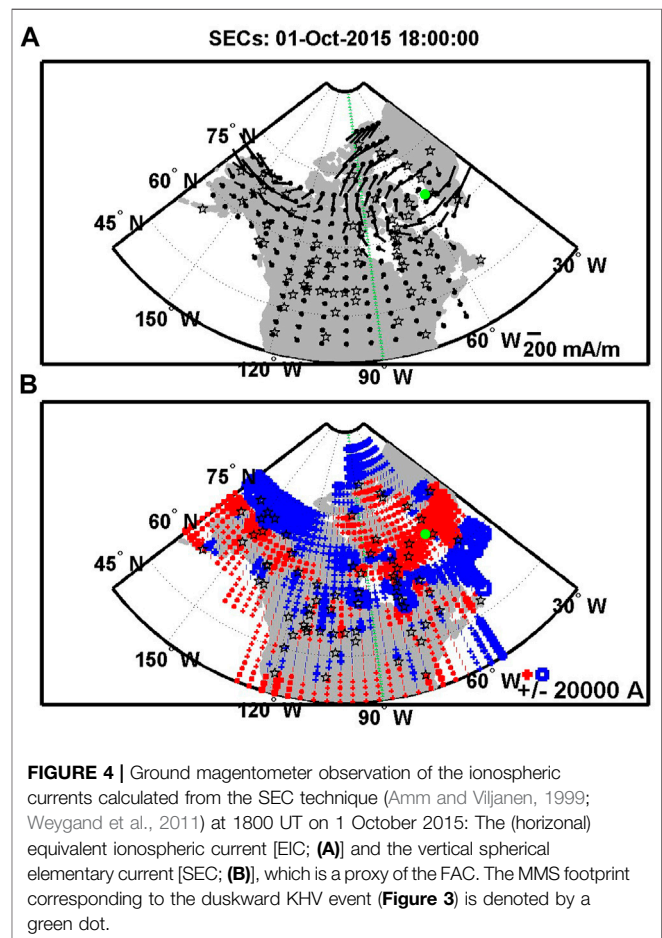 A
SECs: 01-Oct-2015 18:00:00
75° N
60° N
45° N
30° W
150° W
60° W
200 mA/m
120° W
90° W
B
75° N
60° N
45° N
30° W
150° W
60° W
+/- 20000 A
120° W
90° W
FIGURE 4 | Ground magentometer observation of the ionospheric
currents calculated from the SEC technique (Amm and Viljanen, 1999;
Weygand et al., 2011) at 1800 UT on 1 October 2015: The (horizonal)
equivalent ionospheric current [EIC; (A)] and the vertical spherical
elementary current [SEC; (B)], which is a proxy of the FAC. The MMS footprint
corresponding to the duskward KHV event (Figure 3) is denoted by a
green dot.